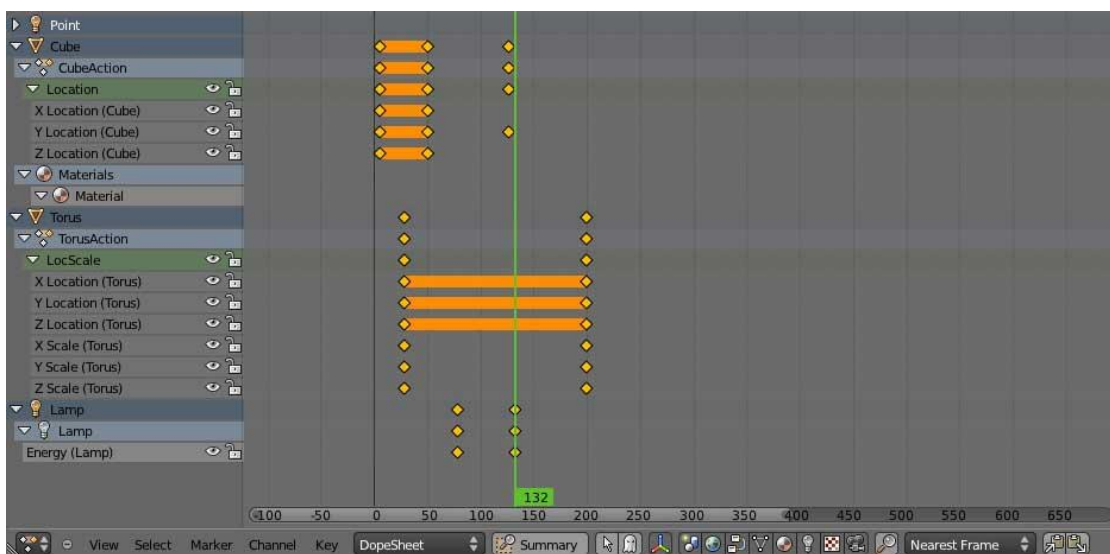 Point
Cube
CubeAction
Location
X Location (Cube)
Y Location (Cube)
Z Location (Cube)
Materials
Material
Torus
TorusAction
LocScale
X Location (Torus)
Y Location (Torus)
Z Location (Torus)
X Scale (Torus)
Y Scale (Torus)
Z Scale (Torus)
Lamp
Lamp
Energy (Lamp)
132
-100 -50 0 50 100 150 200 250 300 350 400 450 500 550 600 650
View Select Marker Channel Key DopeSheet Summary Nearest Frame